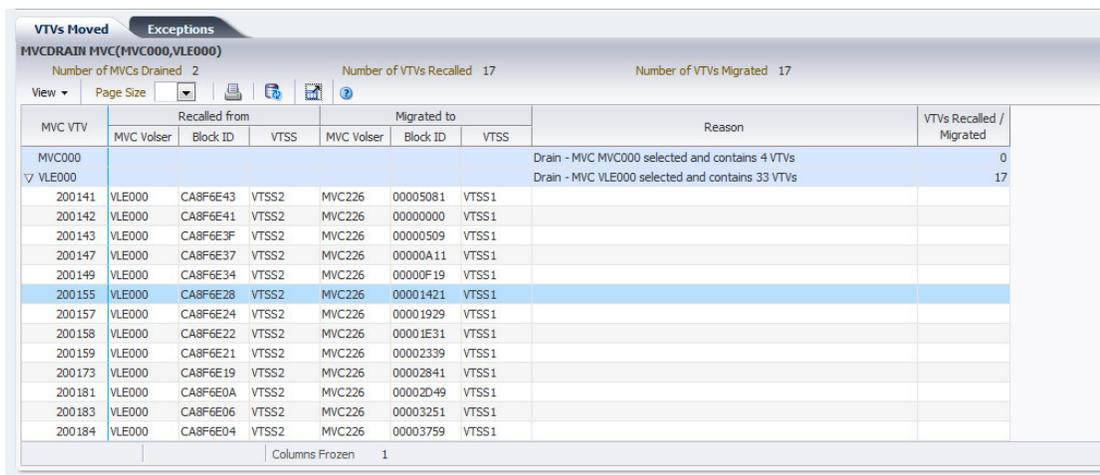 VTVs Moved Exceptions
MVCDRAIN MVC(MVC000,VLE000)
Number of MVCs Drained 2 Number of VTVs Recalled 17 Number of VTVs Migrated 17
View Page Size
MVC VTV Recalled from Migrated to Reason VTVs Recalled / Migrated
MVC Volser Block ID VTSS MVC Volser Block ID VTSS
MVC000 Drain - MVC MVC000 selected and contains 4 VTVs 0
VLE000 Drain - MVC VLE000 selected and contains 33 VTVs 17
200141 VLE000 CA8F6E43 VTSS2 MVC226 00005081 VTSS1
200142 VLE000 CA8F6E41 VTSS2 MVC226 00000000 VTSS1
200143 VLE000 CA8F6E3F VTSS2 MVC226 00000509 VTSS1
200147 VLE000 CA8F6E37 VTSS2 MVC226 00000A11 VTSS1
200149 VLE000 CA8F6E34 VTSS2 MVC226 00000F19 VTSS1
200155 VLE000 CA8F6E28 VTSS2 MVC226 00001421 VTSS1
200157 VLE000 CA8F6E24 VTSS2 MVC226 00001929 VTSS1
200158 VLE000 CA8F6E22 VTSS2 MVC226 00001E31 VTSS1
200159 VLE000 CA8F6E21 VTSS2 MVC226 00002339 VTSS1
200173 VLE000 CA8F6E19 VTSS2 MVC226 00002841 VTSS1
200181 VLE000 CA8F6E0A VTSS2 MVC226 00002D49 VTSS1
200183 VLE000 CA8F6E06 VTSS2 MVC226 00003251 VTSS1
200184 VLE000 CA8F6E04 VTSS2 MVC226 00003759 VTSS1
Columns Frozen 1